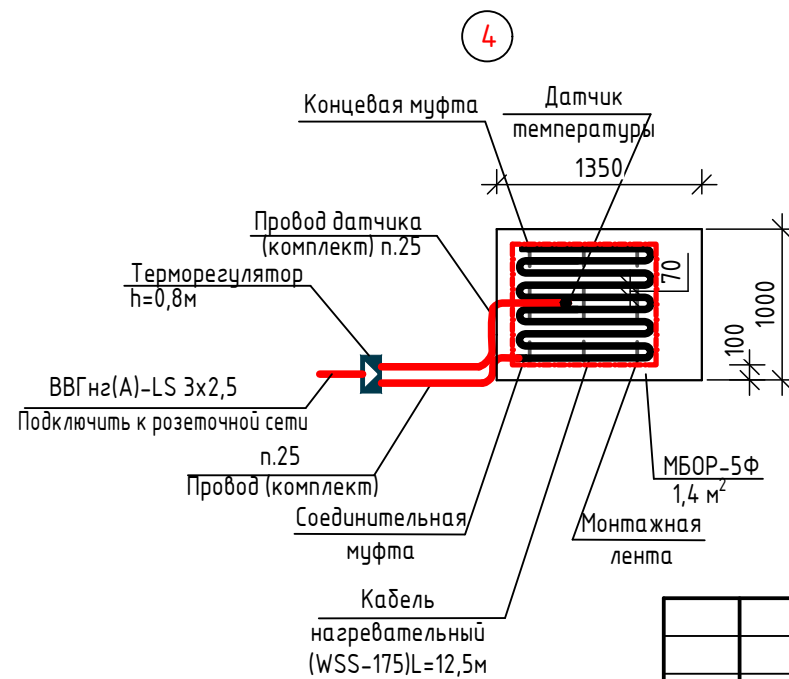 4
Концевая муфта
Датчик
температуры
1350
Провод датчика
(комплект) п.25
Терморегулятор
h=0,8м
70
1000
100
ВВГнг(А)-LS 3х2,5
Подключить к розеточной сети
п.25
Провод (комплект)
МБОР-5Ф
1,4 м²
Соединительная
муфта
Монтажная
лента
Кабель
нагревательный
(WSS-175)L=12,5м